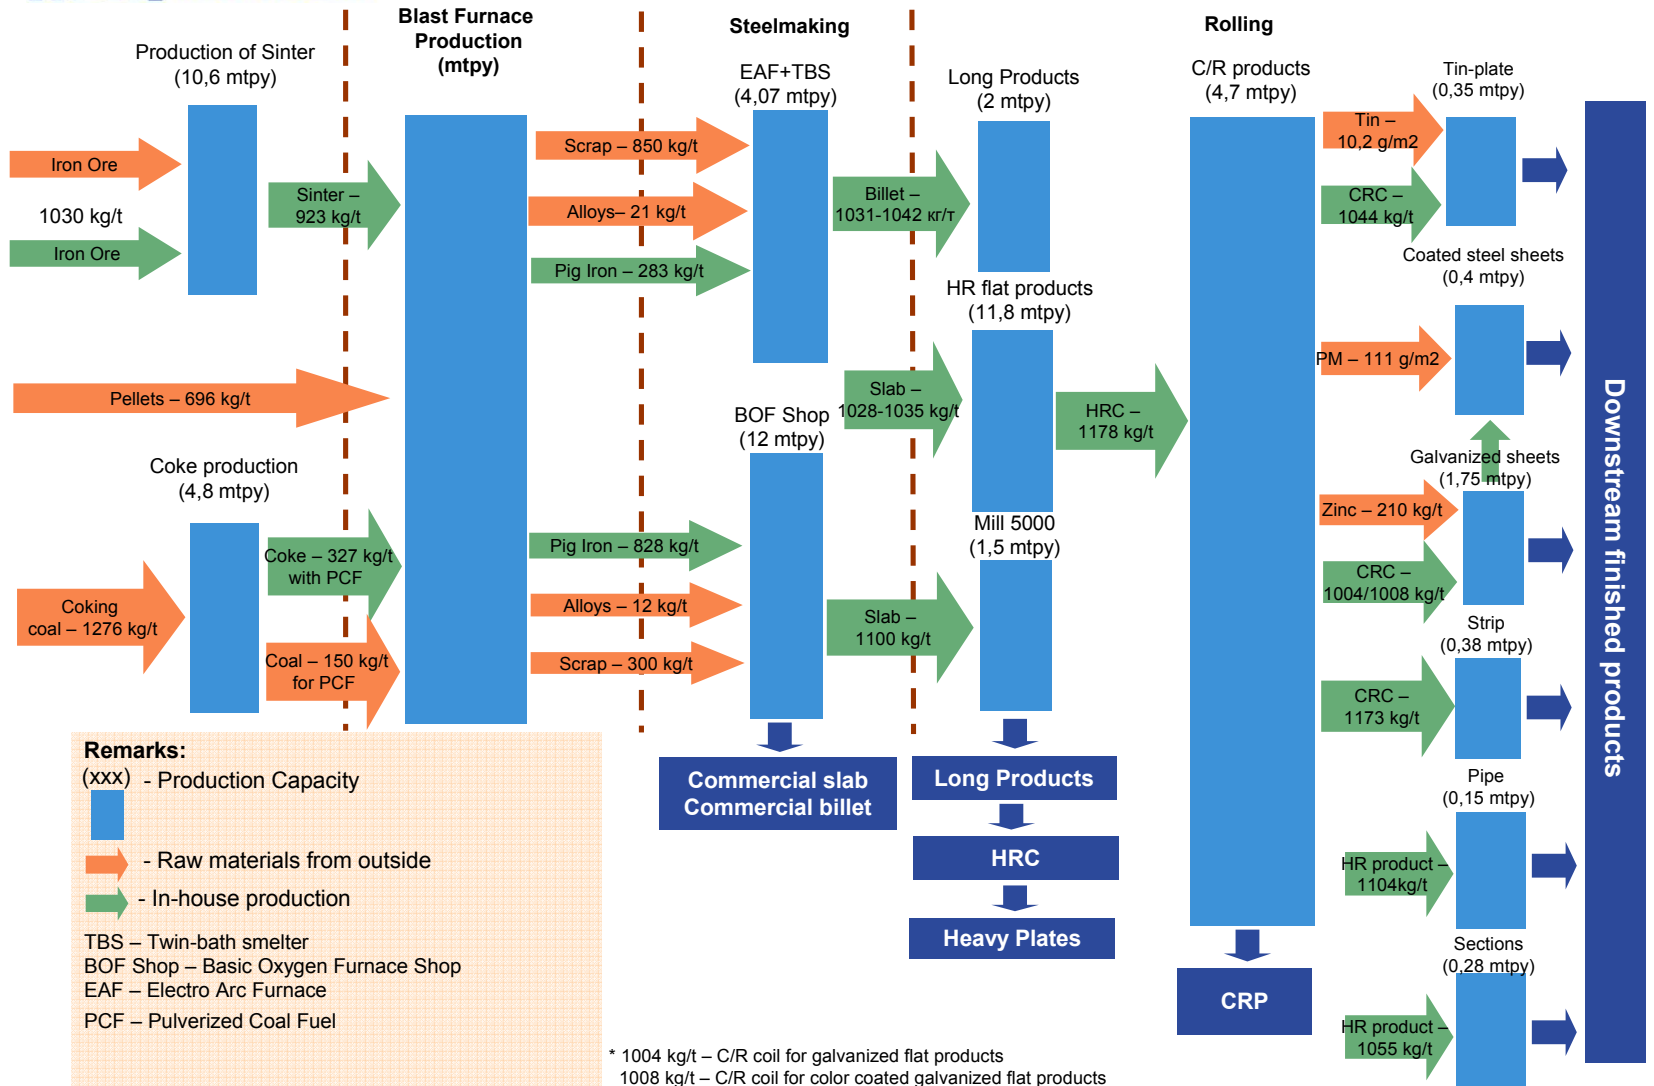 Blast Furnace
Production
(mtpy)
Steelmaking
Rolling
Production of Sinter
(10,6 mtpy)
Iron Ore
1030 kg/t
Iron Ore
Sinter –
923 kg/t
Pellets – 696 kg/t
Coke production
(4,8 mtpy)
Coking
coal – 1276 kg/t
Coke – 327 kg/t
with PCF
Coal – 150 kg/t
for PCF
EAF+TBS
(4,07 mtpy)
Scrap – 850 kg/t
Alloys– 21 kg/t
Pig Iron – 283 kg/t
BOF Shop
(12 mtpy)
Pig Iron – 828 kg/t
Alloys – 12 kg/t
Scrap – 300 kg/t
Billet –
1031-1042 кг/т
Slab –
1028-1035 kg/t
Slab –
1100 kg/t
Long Products
(2 mtpy)
HR flat products
(11,8 mtpy)
Mill 5000
(1,5 mtpy)
HRC –
1178 kg/t
C/R products
(4,7 mtpy)
Tin-plate
(0,35 mtpy)
Tin –
10,2 g/m2
CRC –
1044 kg/t
Coated steel sheets
(0,4 mtpy)
PM – 111 g/m2
Galvanized sheets
(1,75 mtpy)
Zinc – 210 kg/t
CRC –
1004/1008 kg/t
Strip
(0,38 mtpy)
CRC –
1173 kg/t
Pipe
(0,15 mtpy)
HR product –
1104kg/t
Sections
(0,28 mtpy)
HR product –
1055 kg/t
Downstream finished products
Commercial slab
Commercial billet
Long Products
HRC
Heavy Plates
CRP
Remarks:
(xxx) - Production Capacity
- Raw materials from outside
- In-house production
TBS – Twin-bath smelter
BOF Shop – Basic Oxygen Furnace Shop
EAF – Electro Arc Furnace
PCF – Pulverized Coal Fuel
* 1004 kg/t – C/R coil for galvanized flat products
1008 kg/t – C/R coil for color coated galvanized flat products